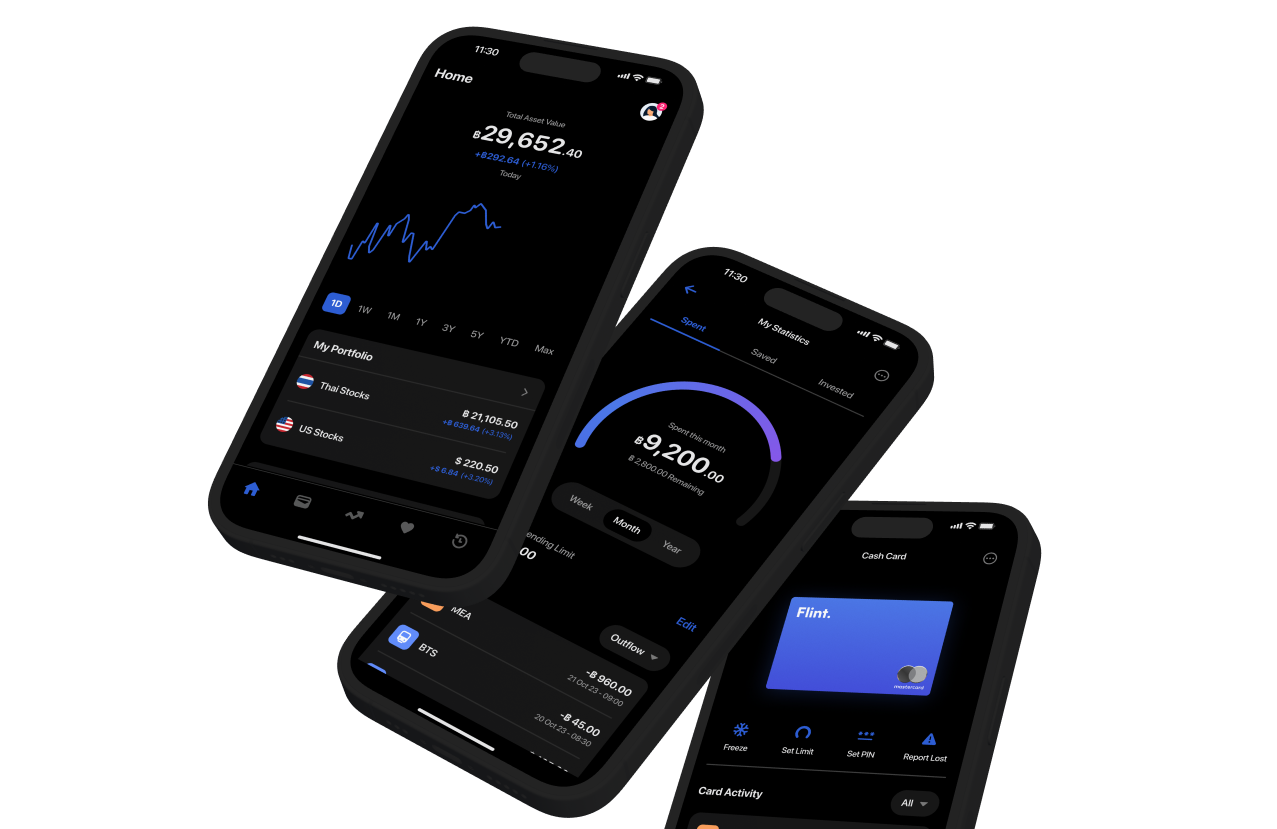 11:30
Home
2
Total Asset Value
฿29,652.40
+฿292.64 (+1.16%)
Today
1D 1W 1M 1Y 3Y 5Y YTD Max
My Portfolio
Thai Stocks
฿ 21,105.50
+฿ 639.64 (+3.13%)
US Stocks
$ 220.50
+$ 6.84 (+3.20%)
11:30
My Statistics
Spent Saved Invested
Spent this month
฿9,200.00
฿ 2,800.00 Remaining
Week Month Year
ending Limit
00
Edit
Outflow
MEA
-฿ 960.00
21 Oct 23 - 09:00
BTS
-฿ 45.00
20 Oct 23 - 08:30
Cash Card
Flint.
mastercard
Freeze Set Limit Set PIN Report Lost
Card Activity
All